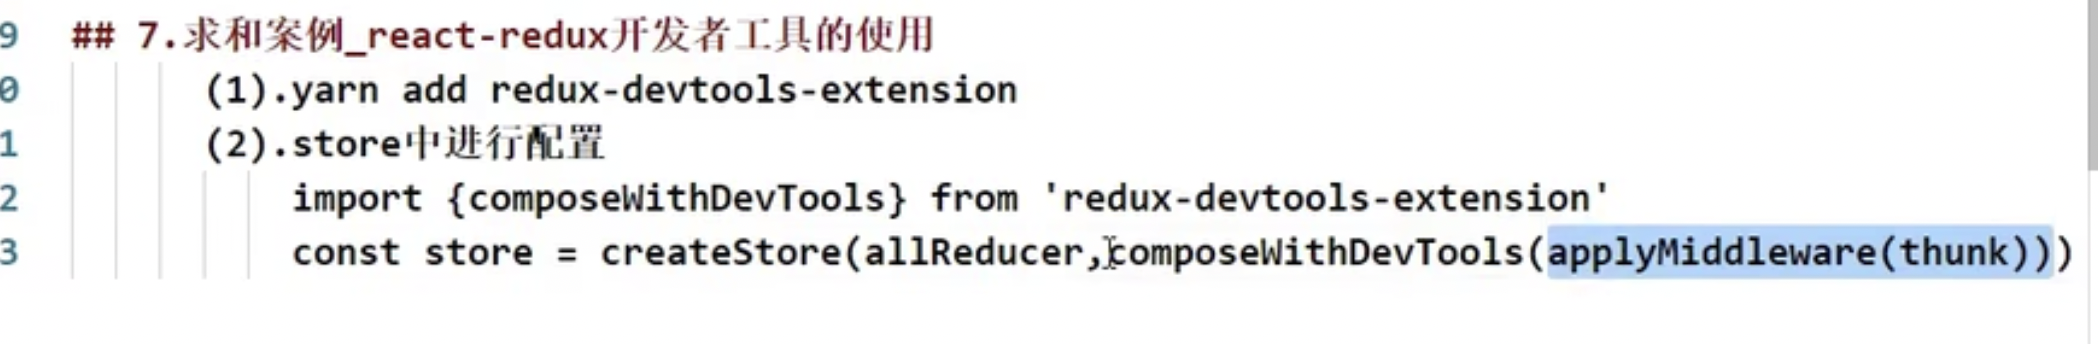 9 ## 7.求和案例_react-redux开发者工具的使用
0 (1).yarn add redux-devtools-extension
1 (2).store中进行配置
2 import {composeWithDevTools} from 'redux-devtools-extension'
3 const store = createStore(allReducer,composeWithDevTools(applyMiddleware(thunk)))